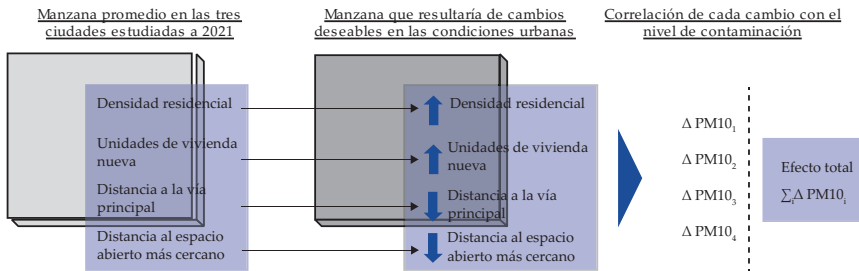 Manzana promedio en las tres
ciudades estudiadas a 2021
Manzana que resultaría de cambios
deseables en las condiciones urbanas
Correlación de cada cambio con el
nivel de contaminación
Densidad residencial
Unidades de vivienda
nueva
Distancia a la vía
principal
Distancia al espacio
abierto más cercano
Densidad residencial
Unidades de vivienda
nueva
Distancia a la vía
principal
Distancia al espacio
abierto más cercano
Δ PM10₁
Δ PM10₂
Δ PM10₃
Δ PM10₄
Efecto total
∑ᵢΔ PM10ᵢ